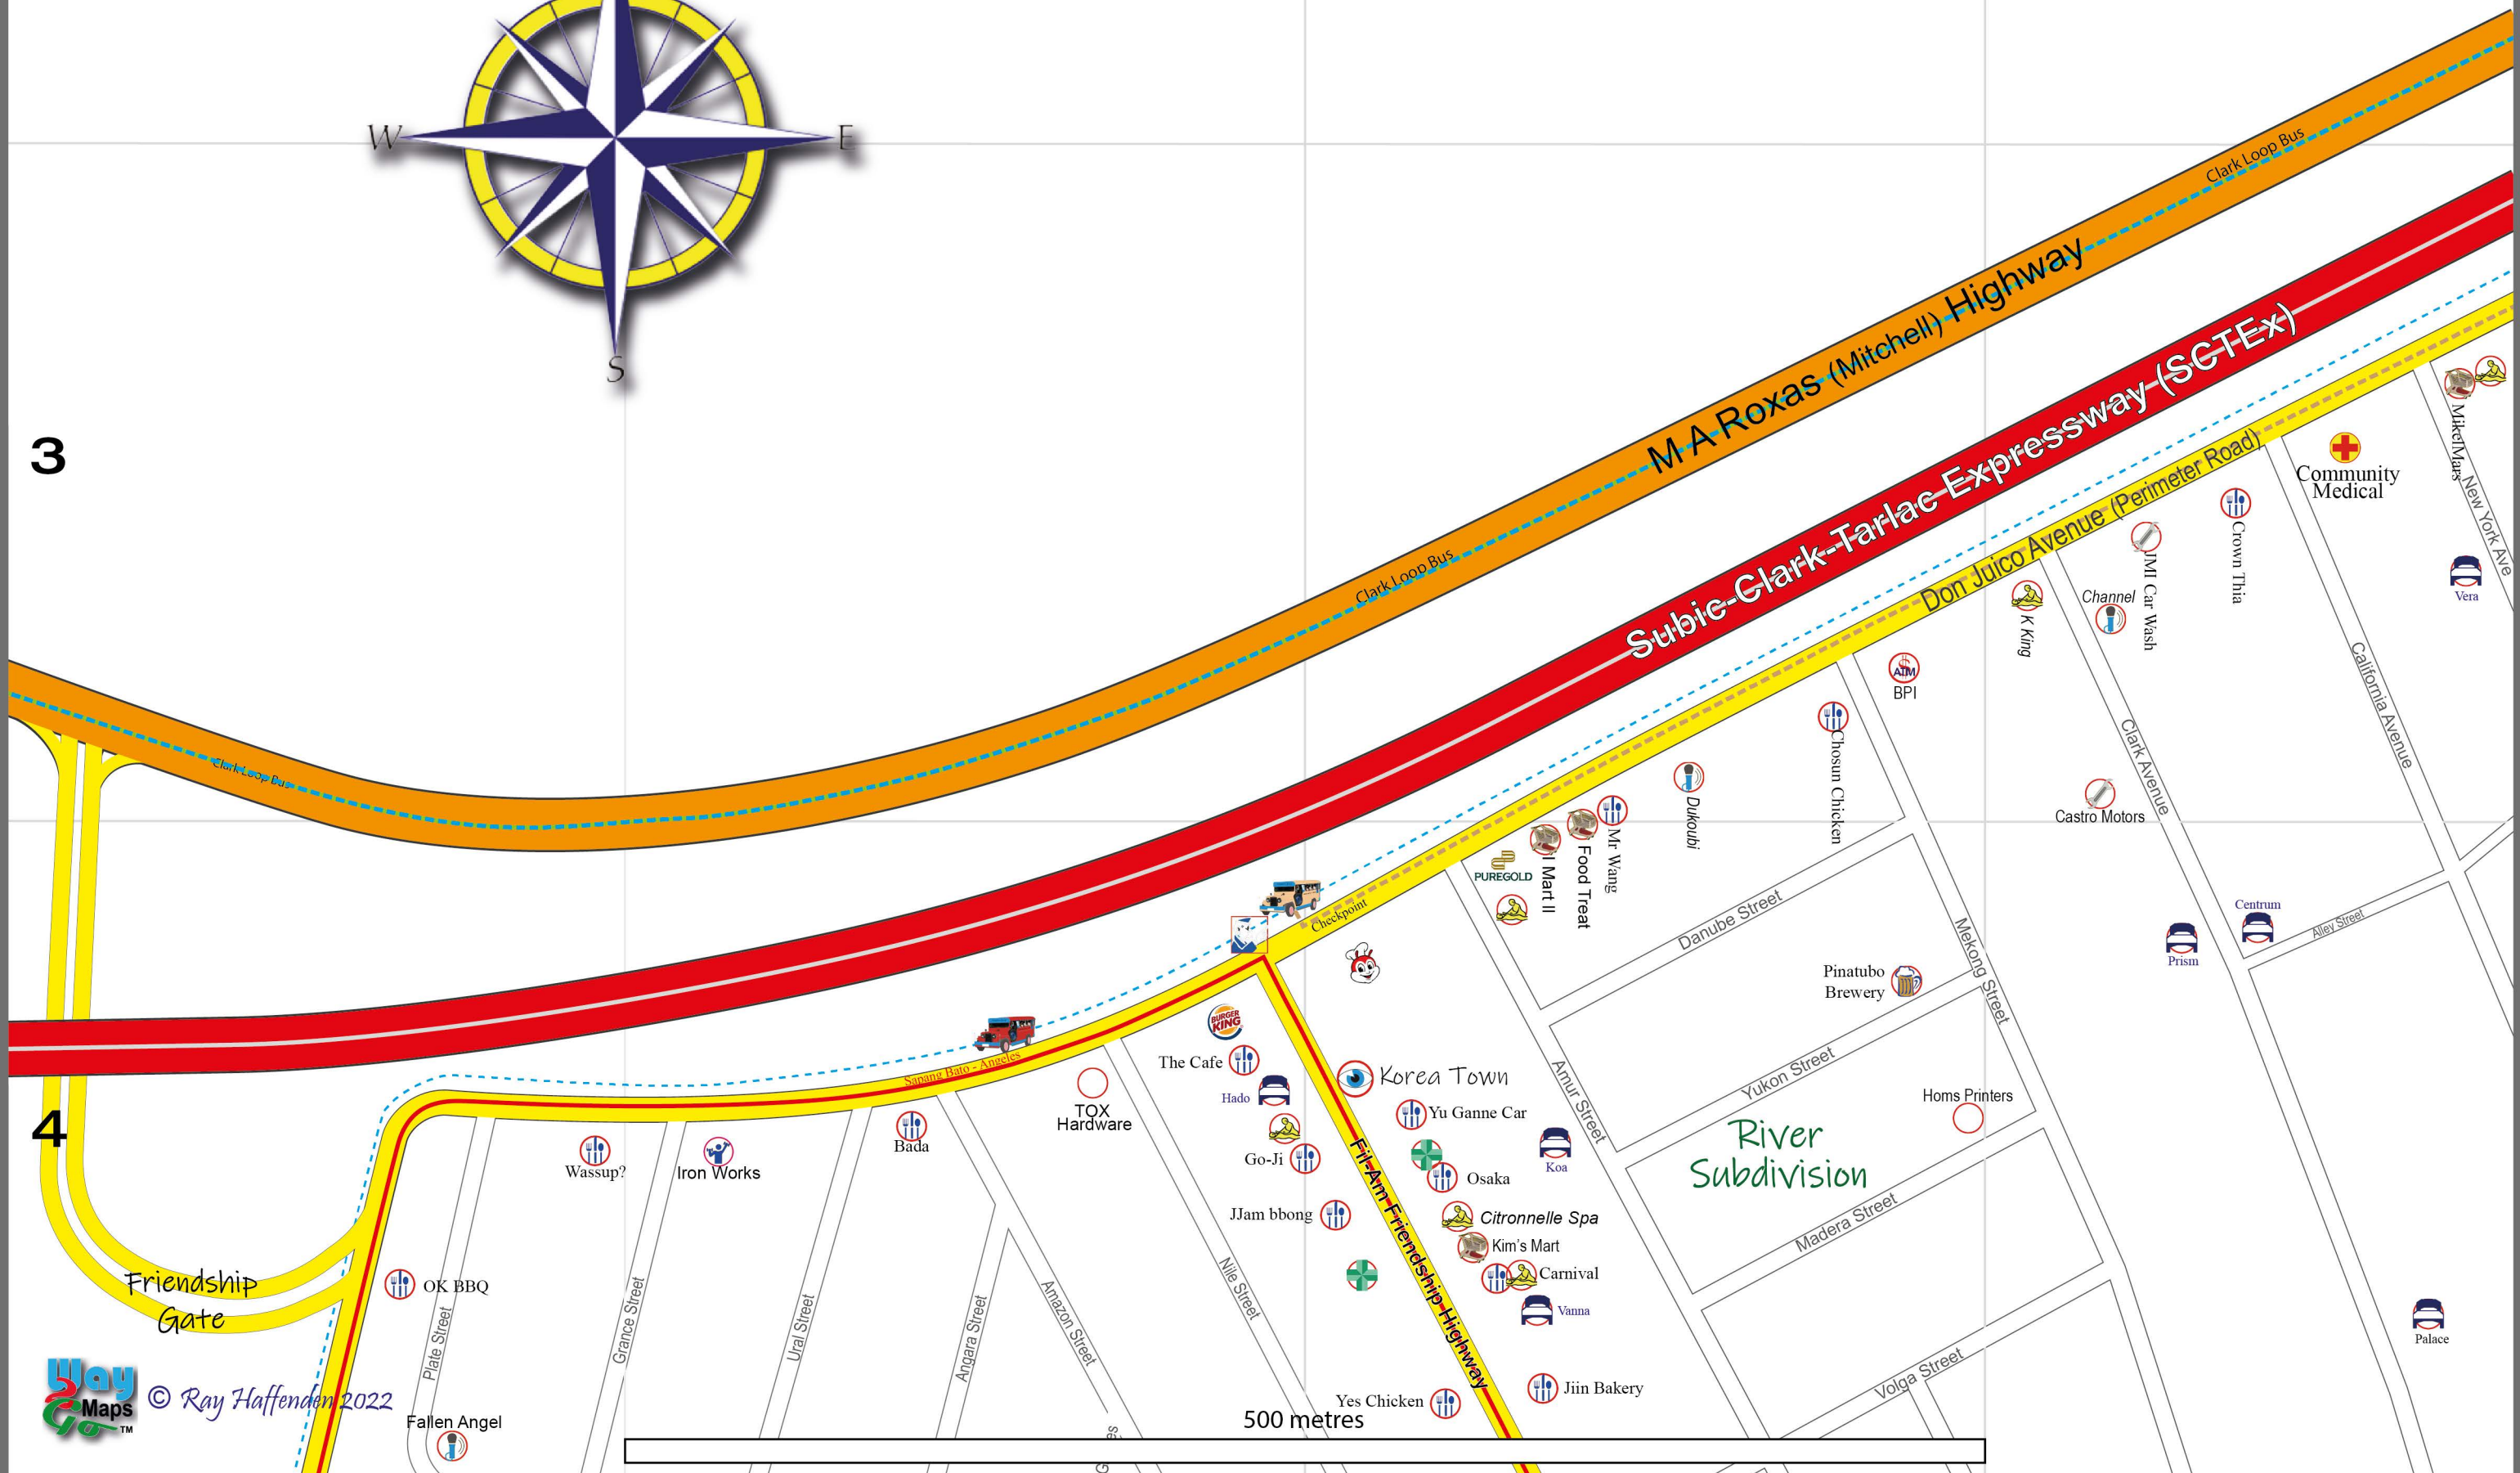 W
E
S
3
4
Clark Loop Bus
M A Roxas (Mitchell) Highway
Clark Loop Bus
Clark Loop Bus
Subic-Clark-Tarlac Expressway (SCTEx)
Don Juico Avenue (Perimeter Road)
Mikel Mars
New York Ave
Community
Medical
Crown Thia
Vera
JMI Car Wash
Channel
K King
California Avenue
ATM
BPI
Clark Avenue
Castro Motors
Chosun Chicken
Dukoubi
Mr Wang
Food Treat
I Mart II
PUREGOLD
Checkpoint
Danube Street
Mekong Street
Centrum
Prism
Alley Street
Pinatubo
Brewery
Sapang Bato - Angeles
BURGER
KING
The Cafe
Hado
Go-Ji
JJam bbong
Korea Town
Yu Ganne Car
Osaka
Koa
Citronnelle Spa
Kim's Mart
Carnival
Vanna
Jiin Bakery
Yes Chicken
Fil-Am Friendship Highway
Amur Street
Yukon Street
Homs Printers
River
Subdivision
Madera Street
Volga Street
Palace
TOX
Hardware
Bada
Wassup?
Iron Works
OK BBQ
Friendship
Gate
Plate Street
Grance Street
Ural Street
Angara Street
Amazon Street
Nile Street
Fallen Angel
Way
2
Go
Maps
TM
© Ray Haffenden 2022
500 metres